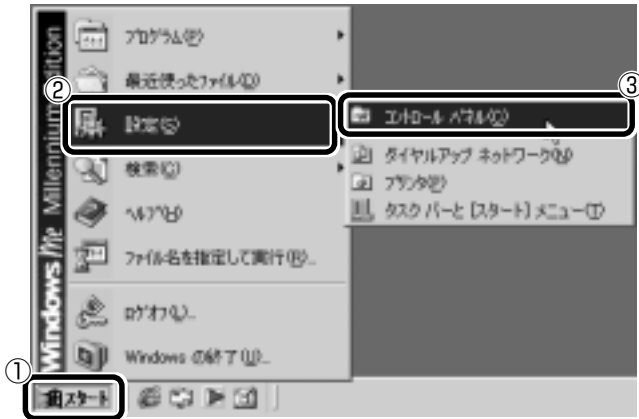 Windows Me Millennium Edition
プログラム(P)
最近使ったファイル(D)
②
設定(S)
検索(C)
ヘルプ(H)
ファイル名を指定して実行(R)...
ログオフ(L)...
Windows の終了(U)...
③
コントロール パネル(C)
ダイヤルアップ ネットワーク(N)
プリンタ(P)
タスク バーと [スタート] メニュー(T)
①
スタート